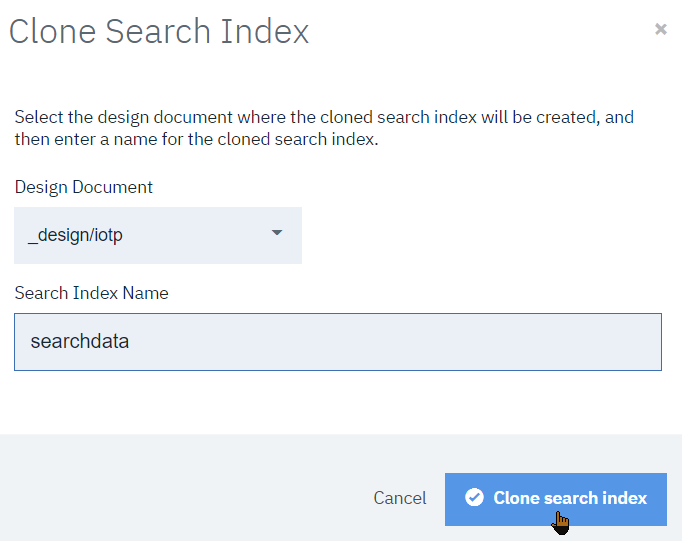 Clone Search Index
×
Select the design document where the cloned search index will be created, and
then enter a name for the cloned search index.
Design Document
_design/iotp
Search Index Name
searchdata
Cancel
Clone search index